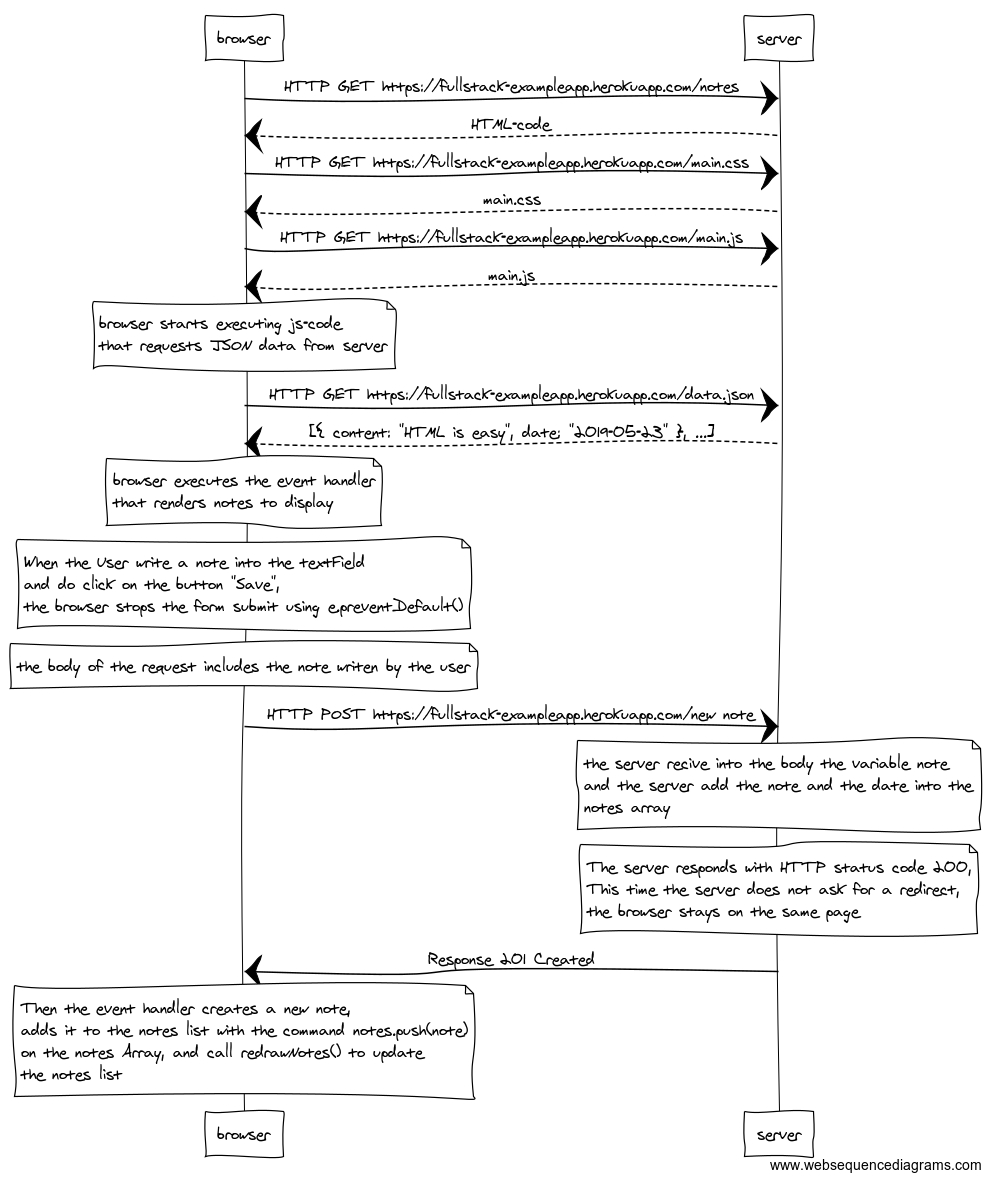 browser
server
HTTP GET https://fullstack-exampleapp.herokuapp.com/notes
HTML-code
HTTP GET https://fullstack-exampleapp.herokuapp.com/main.css
main.css
HTTP GET https://fullstack-exampleapp.herokuapp.com/main.js
main.js
browser starts executing js-code
that requests JSON data from server
HTTP GET https://fullstack-exampleapp.herokuapp.com/data.json
[{ content: "HTML is easy", date: "2019-05-23" }, ...]
browser executes the event handler
that renders notes to display
When the User write a note into the textField
and do click on the button "Save",
the browser stops the form submit using e.preventDefault()
the body of the request includes the note writen by the user
HTTP POST https://fullstack-exampleapp.herokuapp.com/new note
the server recive into the body the variable note
and the server add the note and the date into the
notes array
The server responds with HTTP status code 200,
This time the server does not ask for a redirect,
the browser stays on the same page
Response 201 Created
Then the event handler creates a new note,
adds it to the notes list with the command notes.push(note)
on the notes Array, and call redrawNotes() to update
the notes list
browser
server
www.websequencediagrams.com